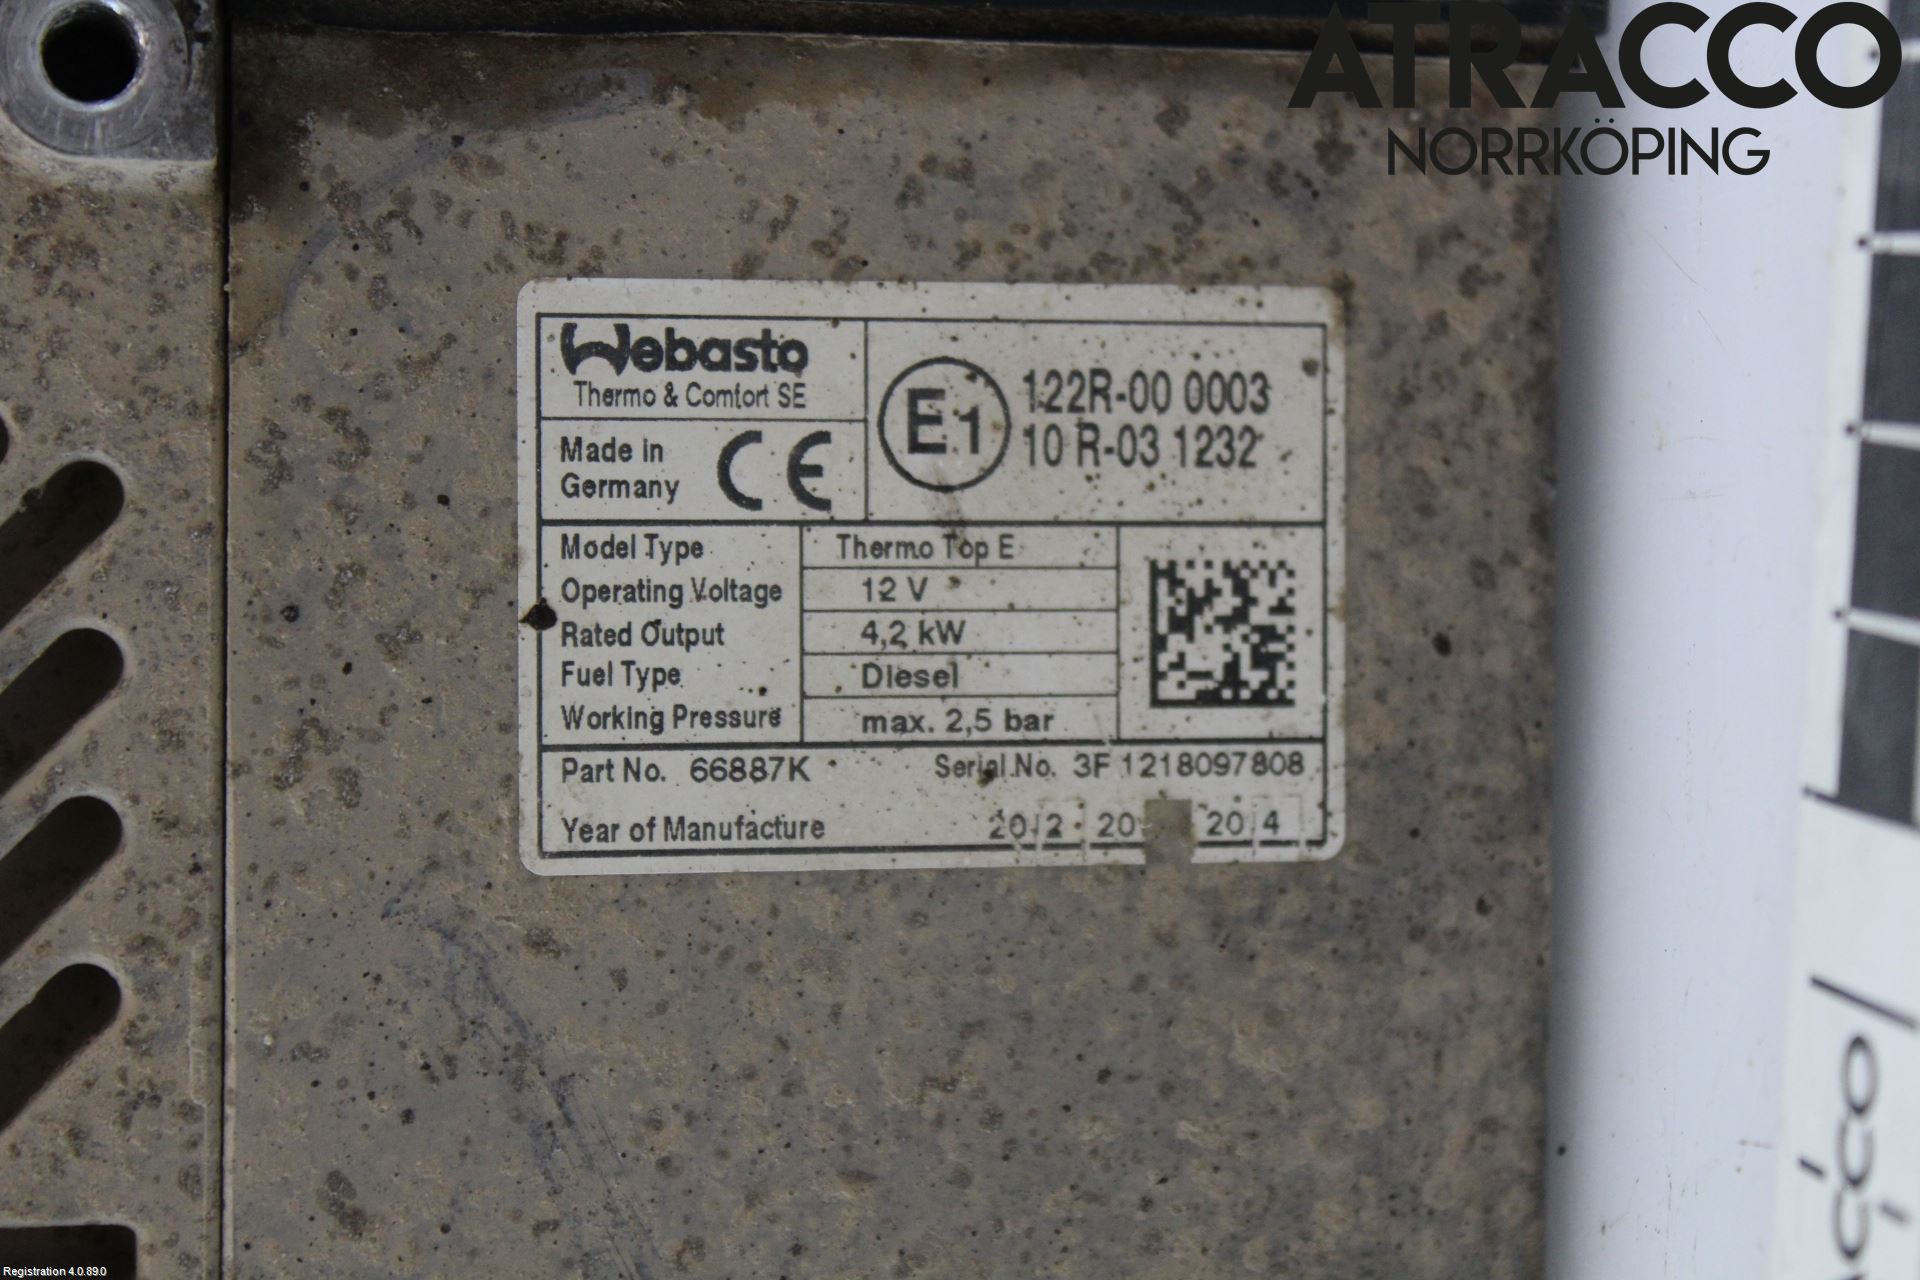 ATRACCO
NORRKÖPING
Webasto
Thermo & Comfort SE
Made in
Germany
CE
E1
122R-00 0003
10 R-03 1232
Model Type Thermo Top E
Operating Voltage 12 V
Rated Output 4,2 kW
Fuel Type Diesel
Working Pressure max. 2,5 bar
Part No. 66887K Serial No. 3F 1218097808
Year of Manufacture 2012 20 2014
Registration 4.0.89.0